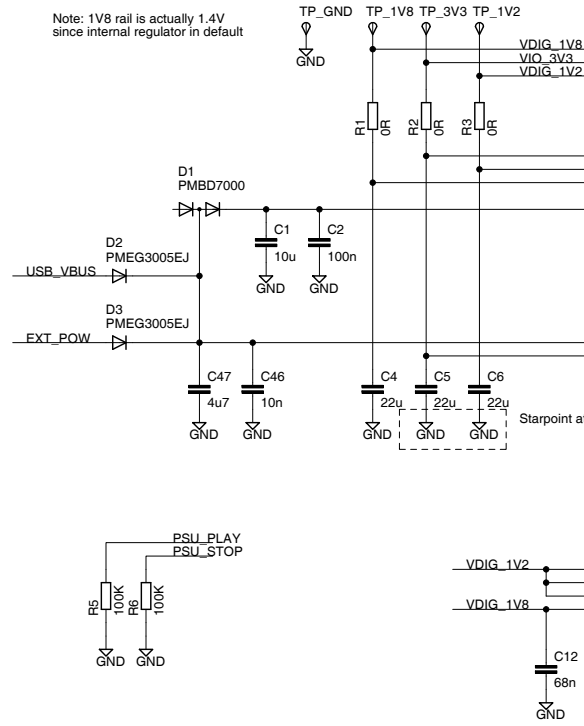 Note: 1V8 rail is actually 1.4V
since internal regulator in default
TP_GND
TP_1V8
TP_3V3
TP_1V2
GND
VDIG_1V8
VIO_3V3
VDIG_1V2
R1
0R
R2
0R
R3
0R
D1
PMBD7000
C1
10u
GND
C2
100n
GND
D2
PMEG3005EJ
USB_VBUS
D3
PMEG3005EJ
EXT_POW
C47
4u7
GND
C46
10n
GND
C4
22u
GND
C5
22u
GND
C6
22u
GND
Starpoint at
PSU_PLAY
PSU_STOP
R5
100K
GND
R6
100K
GND
VDIG_1V2
VDIG_1V8
C12
68n
GND